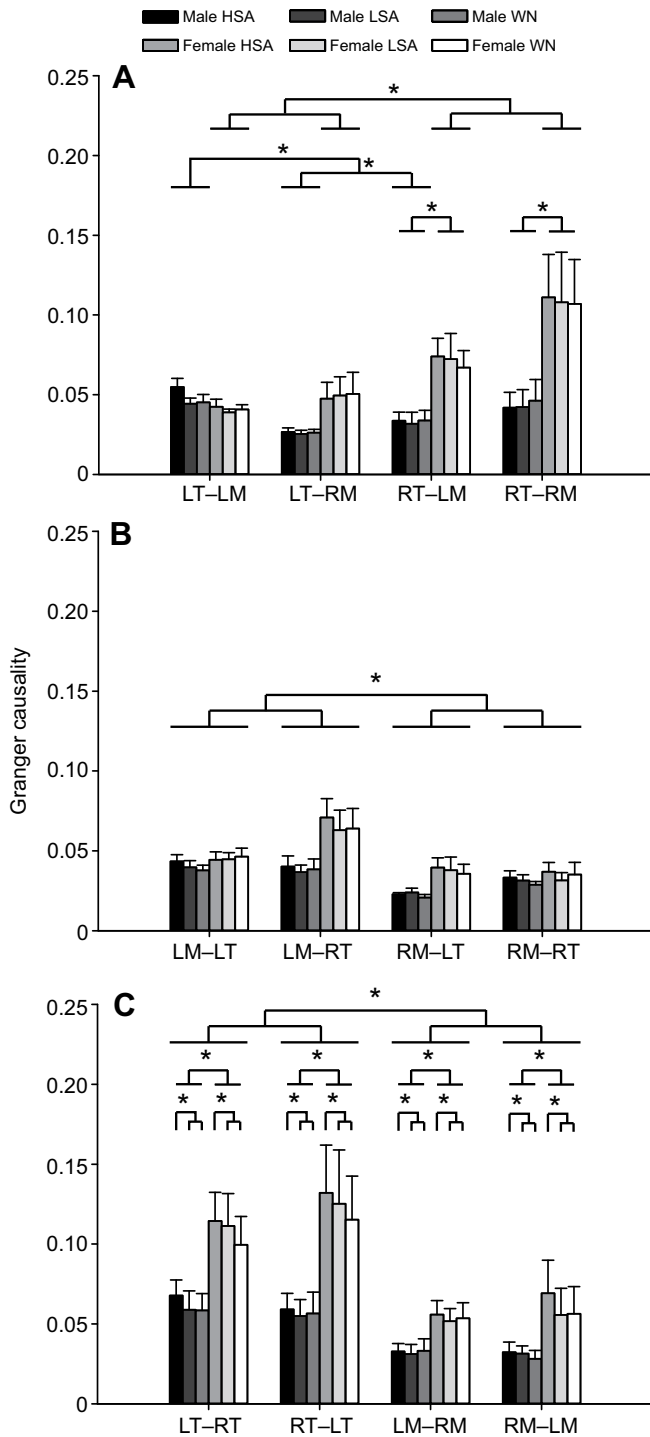 Male HSA Male LSA Male WN
Female HSA Female LSA Female WN
A
0.25
0.20
0.15
0.10
0.05
0
*
*
*
*
*
LT–LM LT–RM RT–LM RT–RM
B
0.25
0.20
0.15
0.10
0.05
0
*
LM–LT LM–RT RM–LT RM–RT
Granger causality
C
0.25
0.20
0.15
0.10
0.05
0
*
* * * *
* * * * * * * *
LT–RT RT–LT LM–RM RM–LM